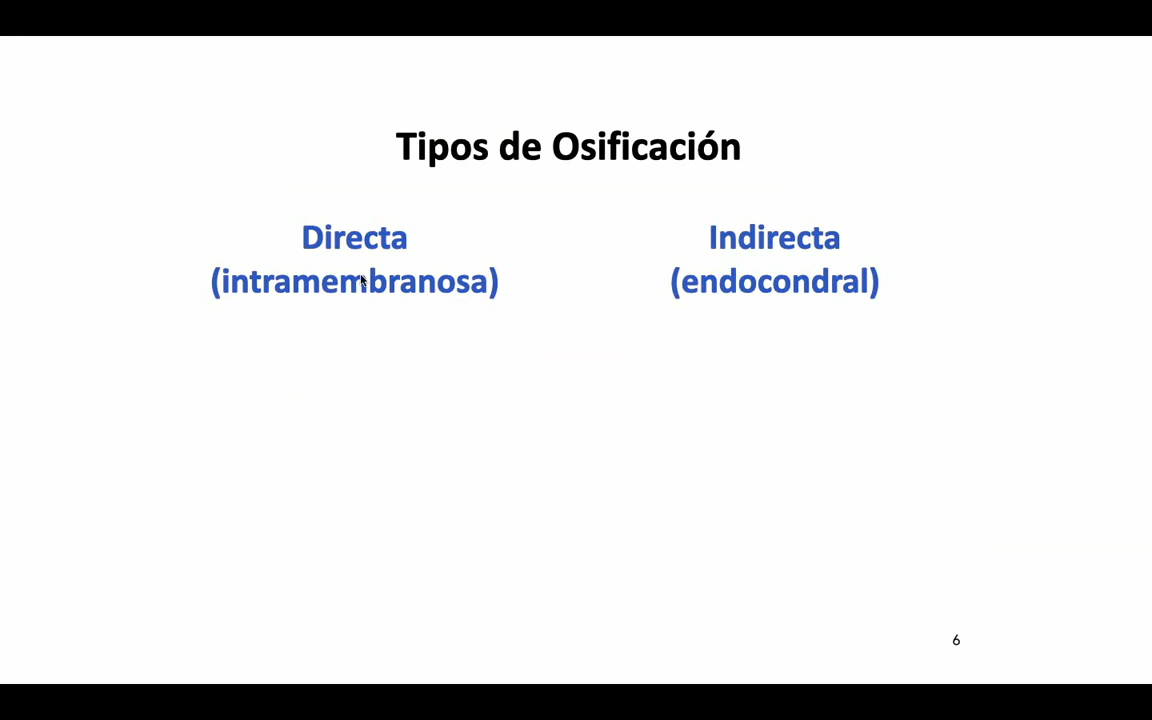 Tipos de Osificación
Directa
(intramembranosa)
Indirecta
(endocondral)
6